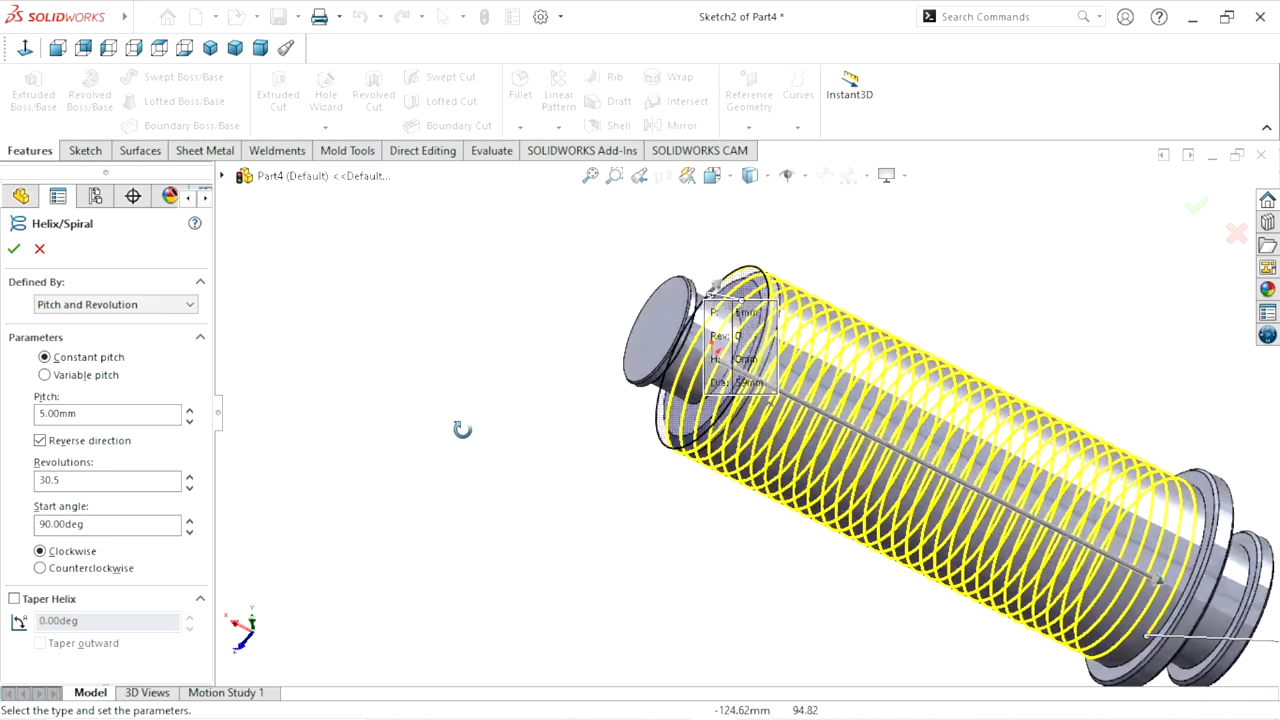 SOLIDWORKS
Sketch2 of Part4 *
Search Commands
Extruded Boss/Base
Revolved Boss/Base
Swept Boss/Base
Lofted Boss/Base
Boundary Boss/Base
Extruded Cut
Hole Wizard
Revolved Cut
Swept Cut
Lofted Cut
Boundary Cut
Fillet
Linear Pattern
Rib
Draft
Shell
Wrap
Intersect
Mirror
Reference Geometry
Curves
Instant3D
Features Sketch Surfaces Sheet Metal Weldments Mold Tools Direct Editing Evaluate SOLIDWORKS Add-Ins SOLIDWORKS CAM
Part4 (Default) <<Default...
Helix/Spiral
Defined By:
Pitch and Revolution
Parameters
Constant pitch
Variable pitch
Pitch:
5.00mm
Reverse direction
Revolutions:
30.5
Start angle:
90.00deg
Clockwise
Counterclockwise
Taper Helix
0.00deg
Taper outward
P: 5mm
Rev: 0
H: 0mm
Dia: 59mm
Y
X
Z
Model 3D Views Motion Study 1
Select the type and set the parameters.
-124.62mm 94.82